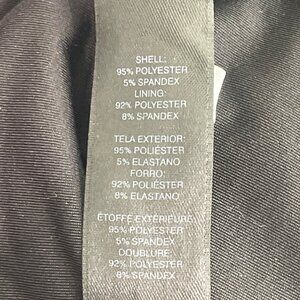 SHELL:
95% POLYESTER
5% SPANDEX
LINING:
92% POLYESTER
8% SPANDEX
TELA EXTERIOR:
95% POLIÉSTER
5% ELASTANO
FORRO:
92% POLIÉSTER
8% ELASTANO
ÉTOFFE EXTÉRIEURE:
95% POLYESTER
5% SPANDEX
DOUBLURE:
92% POLYESTER
8% SPANDEX